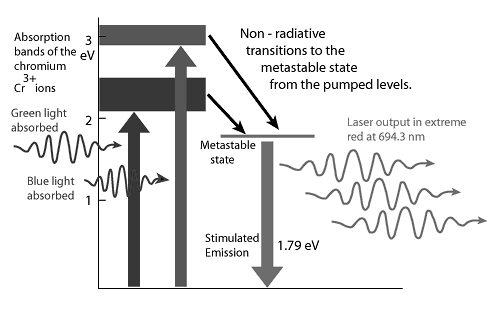 Absorption
bands of the
chromium
Cr 3+ ions
3
eV
2
1
Green light
absorbed
Blue light
absorbed
Non - radiative
transitions to the
metastable state
from the pumped levels.
Metastable
state
Stimulated
Emission
1.79 eV
Laser output in extreme
red at 694.3 nm